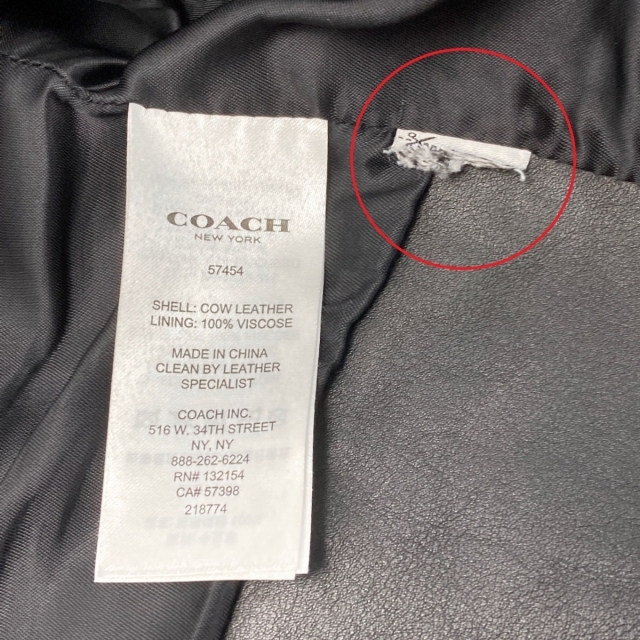 COACH
NEW YORK
57454
SHELL: COW LEATHER
LINING: 100% VISCOSE
MADE IN CHINA
CLEAN BY LEATHER
SPECIALIST
COACH INC.
516 W. 34TH STREET
NY, NY
888-262-6224
RN# 132154
CA# 57398
218774